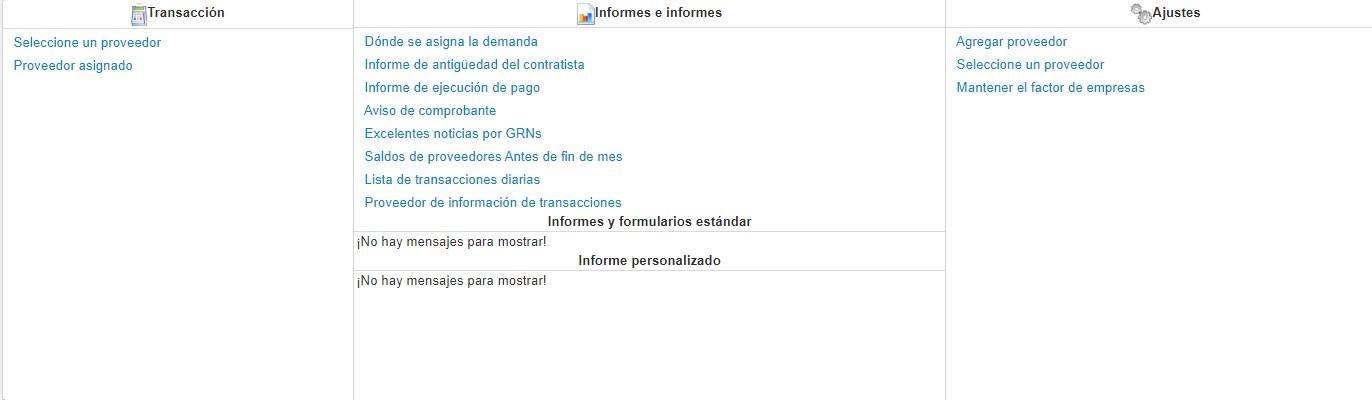 Transacción
Seleccione un proveedor
Proveedor asignado
Informes e informes
Dónde se asigna la demanda
Informe de antigüedad del contratista
Informe de ejecución de pago
Aviso de comprobante
Excelentes noticias por GRNs
Saldos de proveedores Antes de fin de mes
Lista de transacciones diarias
Proveedor de información de transacciones
Informes y formularios estándar
¡No hay mensajes para mostrar!
Informe personalizado
¡No hay mensajes para mostrar!
Ajustes
Agregar proveedor
Seleccione un proveedor
Mantener el factor de empresas